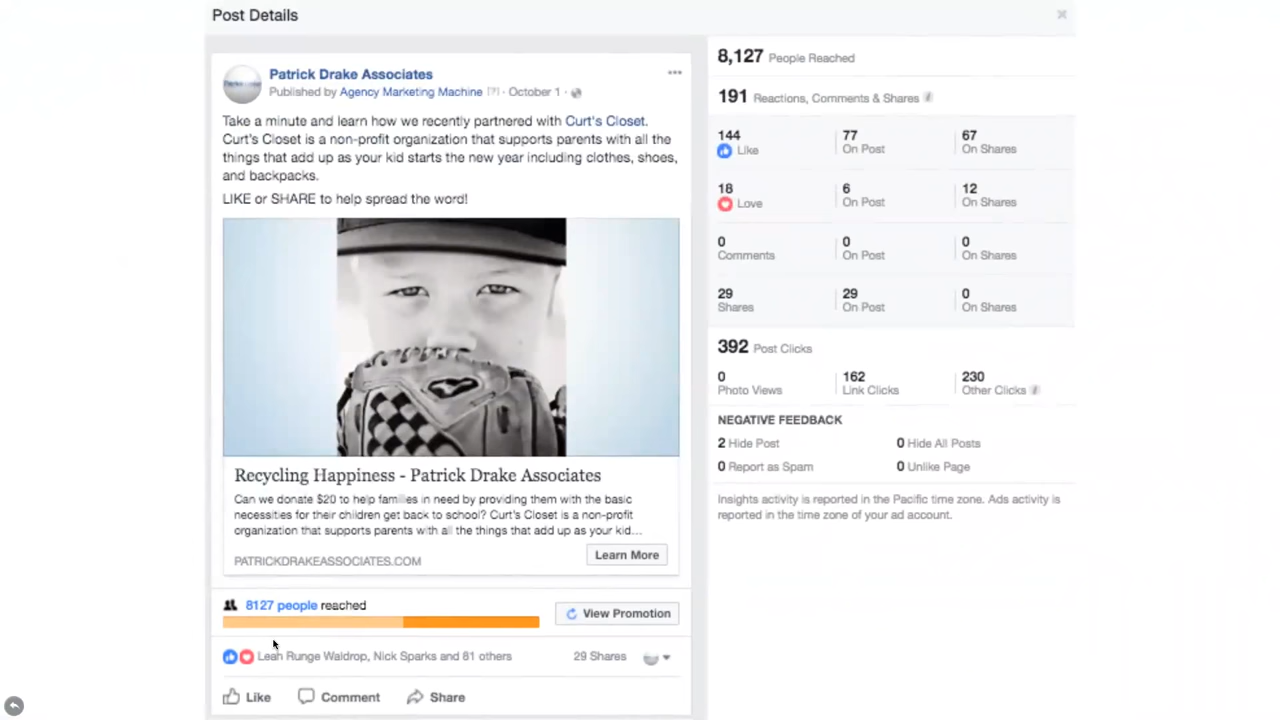 Post Details
Patrick Drake Associates
Published by Agency Marketing Machine [?] · October 1 ·
Take a minute and learn how we recently partnered with Curt's Closet.
Curt's Closet is a non-profit organization that supports parents with all the
things that add up as your kid starts the new year including clothes, shoes,
and backpacks.
LIKE or SHARE to help spread the word!
Recycling Happiness - Patrick Drake Associates
Can we donate $20 to help families in need by providing them with the basic
necessities for their children get back to school? Curt's Closet is a non-profit
organization that supports parents with all the things that add up as your kid...
PATRICKDRAKEASSOCIATES.COM
Learn More
8127 people reached
View Promotion
Leah Runge Waldrop, Nick Sparks and 81 others
29 Shares
Like Comment Share
8,127 People Reached
191 Reactions, Comments & Shares
144 77 67
Like On Post On Shares
18 6 12
Love On Post On Shares
0 0 0
Comments On Post On Shares
29 29 0
Shares On Post On Shares
392 Post Clicks
0 162 230
Photo Views Link Clicks Other Clicks
NEGATIVE FEEDBACK
2 Hide Post 0 Hide All Posts
0 Report as Spam 0 Unlike Page
Insights activity is reported in the Pacific time zone. Ads activity is
reported in the time zone of your ad account.